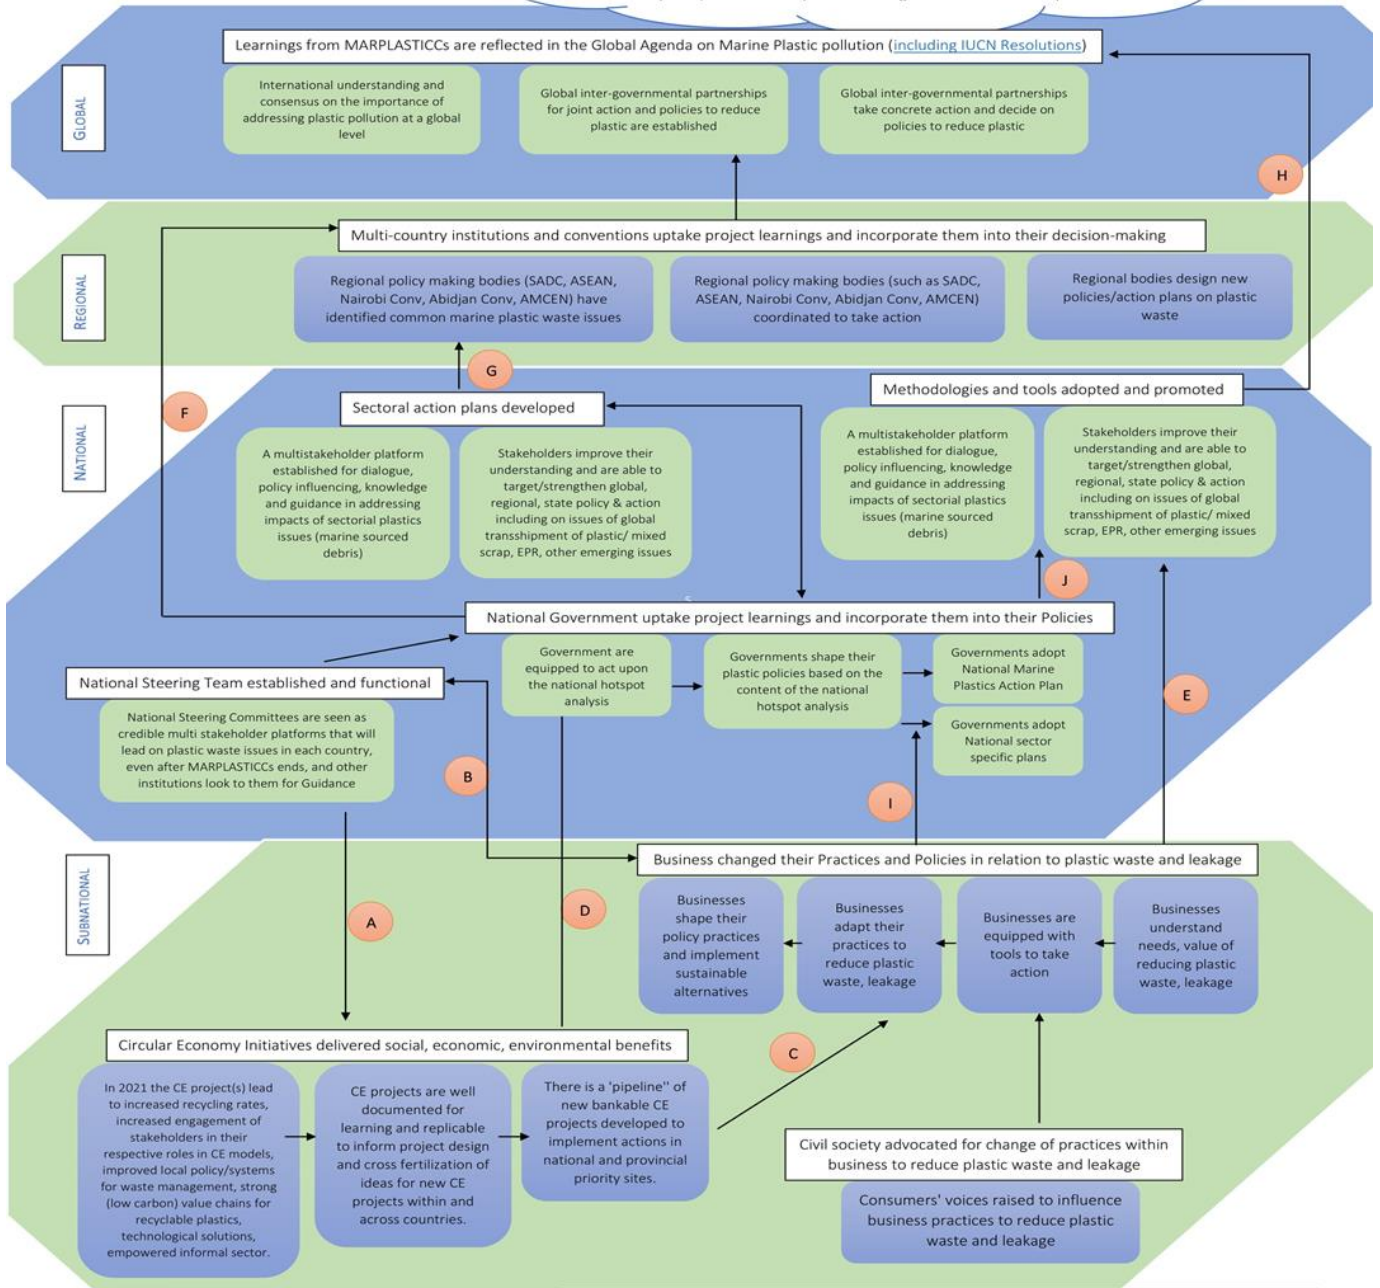 Learnings from MARPLASTICCs are reflected in the Global Agenda on Marine Plastic pollution (including IUCN Resolutions)
GLOBAL
International understanding and
consensus on the importance of
addressing plastic pollution at a global
level
Global inter-governmental partnerships
for joint action and policies to reduce
plastic are established
Global inter-governmental partnerships
take concrete action and decide on
policies to reduce plastic
H
Multi-country institutions and conventions uptake project learnings and incorporate them into their decision-making
REGIONAL
Regional policy making bodies (SADC, ASEAN,
Nairobi Conv, Abidjan Conv, AMCEN) have
identified common marine plastic waste issues
Regional policy making bodies (such as SADC,
ASEAN, Nairobi Conv, Abidjan Conv, AMCEN)
coordinated to take action
Regional bodies design new
policies/action plans on plastic
waste
G
F
NATIONAL
Sectoral action plans developed
A multistakeholder platform
established for dialogue,
policy influencing, knowledge
and guidance in addressing
impacts of sectorial plastics
issues (marine sourced
debris)
Stakeholders improve their
understanding and are able to
target/strengthen global,
regional, state policy & action
including on issues of global
transshipment of plastic/ mixed
scrap, EPR, other emerging issues
Methodologies and tools adopted and promoted
A multistakeholder platform
established for dialogue,
policy influencing, knowledge
and guidance in addressing
impacts of sectorial plastics
issues (marine sourced
debris)
Stakeholders improve their
understanding and are able to
target/strengthen global,
regional, state policy & action
including on issues of global
transshipment of plastic/ mixed
scrap, EPR, other emerging issues
J
National Government uptake project learnings and incorporate them into their Policies
Government are
equipped to act upon
the national hotspot
analysis
Governments shape their
plastic policies based on the
content of the national
hotspot analysis
Governments adopt
National Marine
Plastics Action Plan
Governments adopt
National sector
specific plans
E
National Steering Team established and functional
National Steering Committees are seen as
credible multi stakeholder platforms that will
lead on plastic waste issues in each country,
even after MARPLASTICCs ends, and other
institutions look to them for Guidance
B
I
SUBNATIONAL
Business changed their Practices and Policies in relation to plastic waste and leakage
A
D
Businesses
shape their
policy practices
and implement
sustainable
alternatives
Businesses
adapt their
practices to
reduce plastic
waste, leakage
Businesses are
equipped with
tools to take
action
Businesses
understand
needs, value of
reducing plastic
waste, leakage
Circular Economy Initiatives delivered social, economic, environmental benefits
C
In 2021 the CE project(s) lead
to increased recycling rates,
increased engagement of
stakeholders in their
respective roles in CE models,
improved local policy/systems
for waste management, strong
(low carbon) value chains for
recyclable plastics,
technological solutions,
empowered informal sector.
CE projects are well
documented for
learning and replicable
to inform project design
and cross fertilization of
ideas for new CE
projects within and
across countries.
There is a 'pipeline" of
new bankable CE
projects developed to
implement actions in
national and provincial
priority sites.
Civil society advocated for change of practices within
business to reduce plastic waste and leakage
Consumers' voices raised to influence
business practices to reduce plastic
waste and leakage